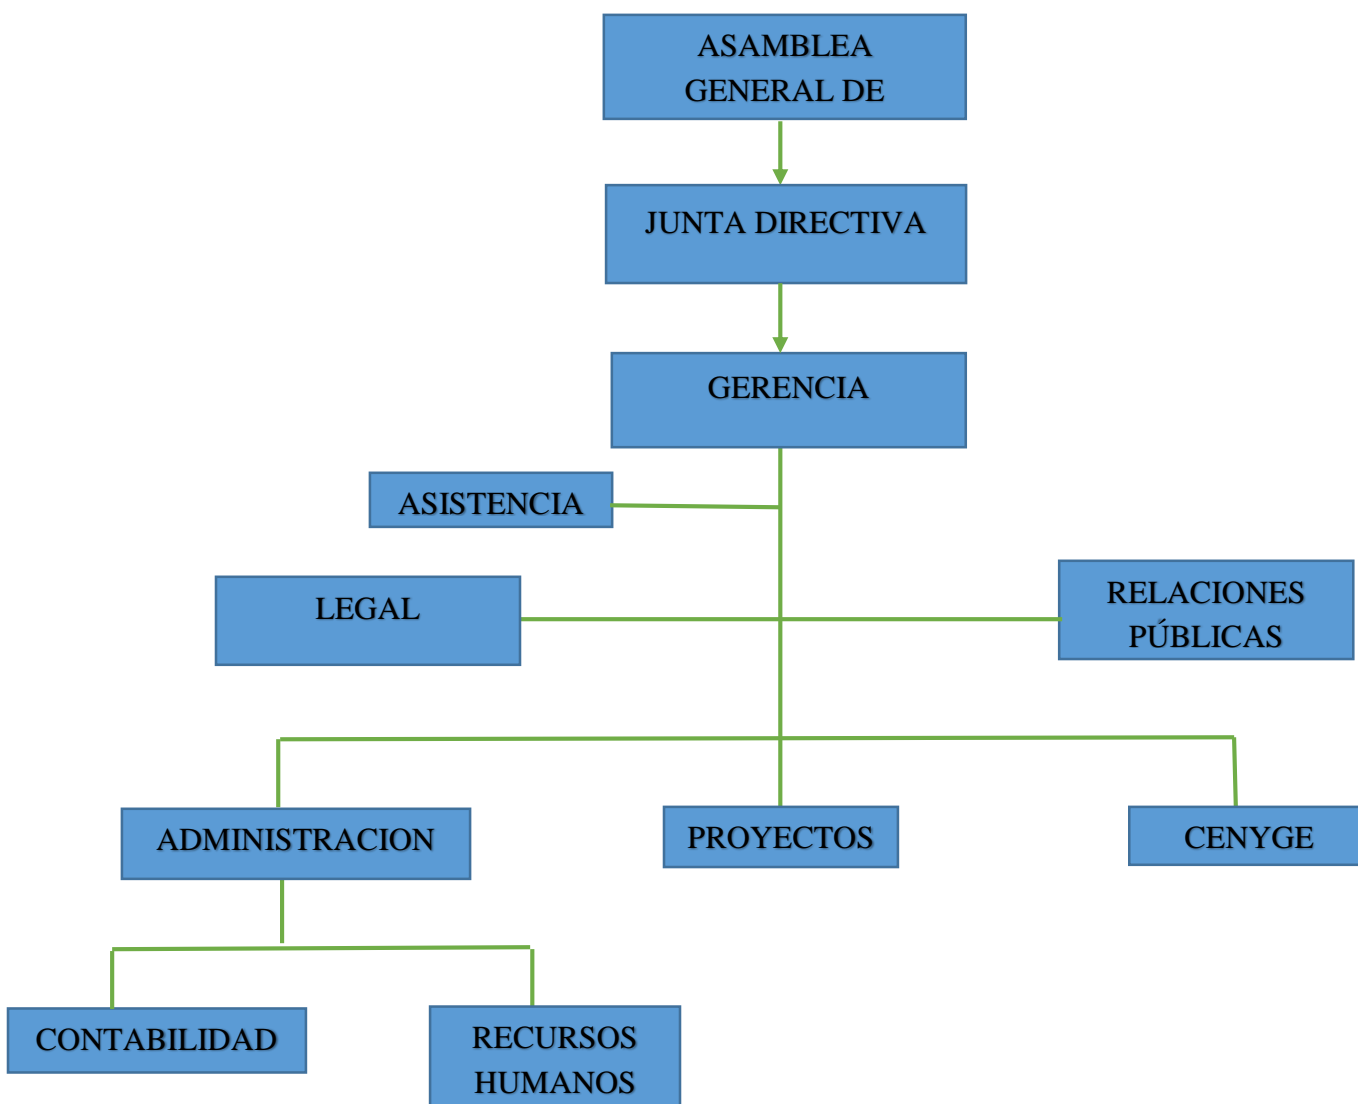 ASAMBLEA
GENERAL DE
JUNTA DIRECTIVA
GERENCIA
ASISTENCIA
LEGAL
RELACIONES
PÚBLICAS
ADMINISTRACION
PROYECTOS
CENYGE
CONTABILIDAD
RECURSOS
HUMANOS